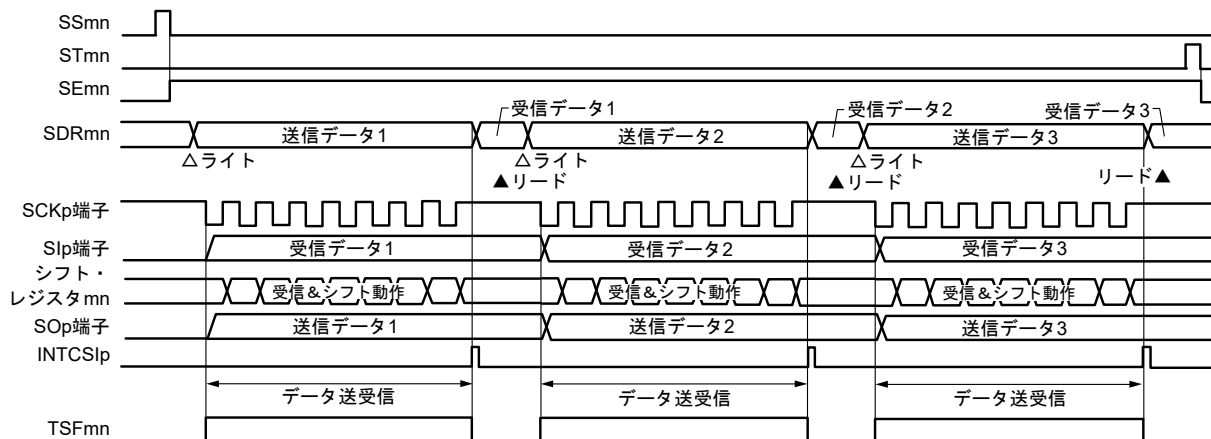 SSmn
STmn
SEmn
受信データ1 受信データ2 受信データ3
SDRmn 送信データ1 送信データ2 送信データ3
△ライト △ライト △ライト
▲リード ▲リード リード▲
SCKp端子
SIp端子 受信データ1 受信データ2 受信データ3
シフト・
レジスタmn 受信&シフト動作 受信&シフト動作 受信&シフト動作
SOp端子 送信データ1 送信データ2 送信データ3
INTCSIp
データ送受信 データ送受信 データ送受信
TSFmn